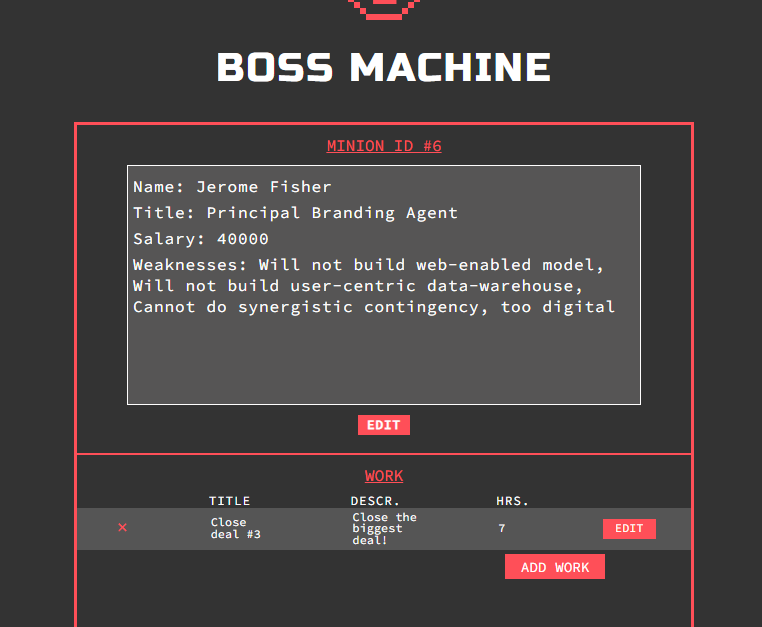 BOSS MACHINE
MINION ID #6
Name: Jerome Fisher
Title: Principal Branding Agent
Salary: 40000
Weaknesses: Will not build web-enabled model,
Will not build user-centric data-warehouse,
Cannot do synergistic contingency, too digital
EDIT
WORK
TITLE DESCR. HRS.
✕ Close deal #3 Close the biggest deal! 7 EDIT
ADD WORK